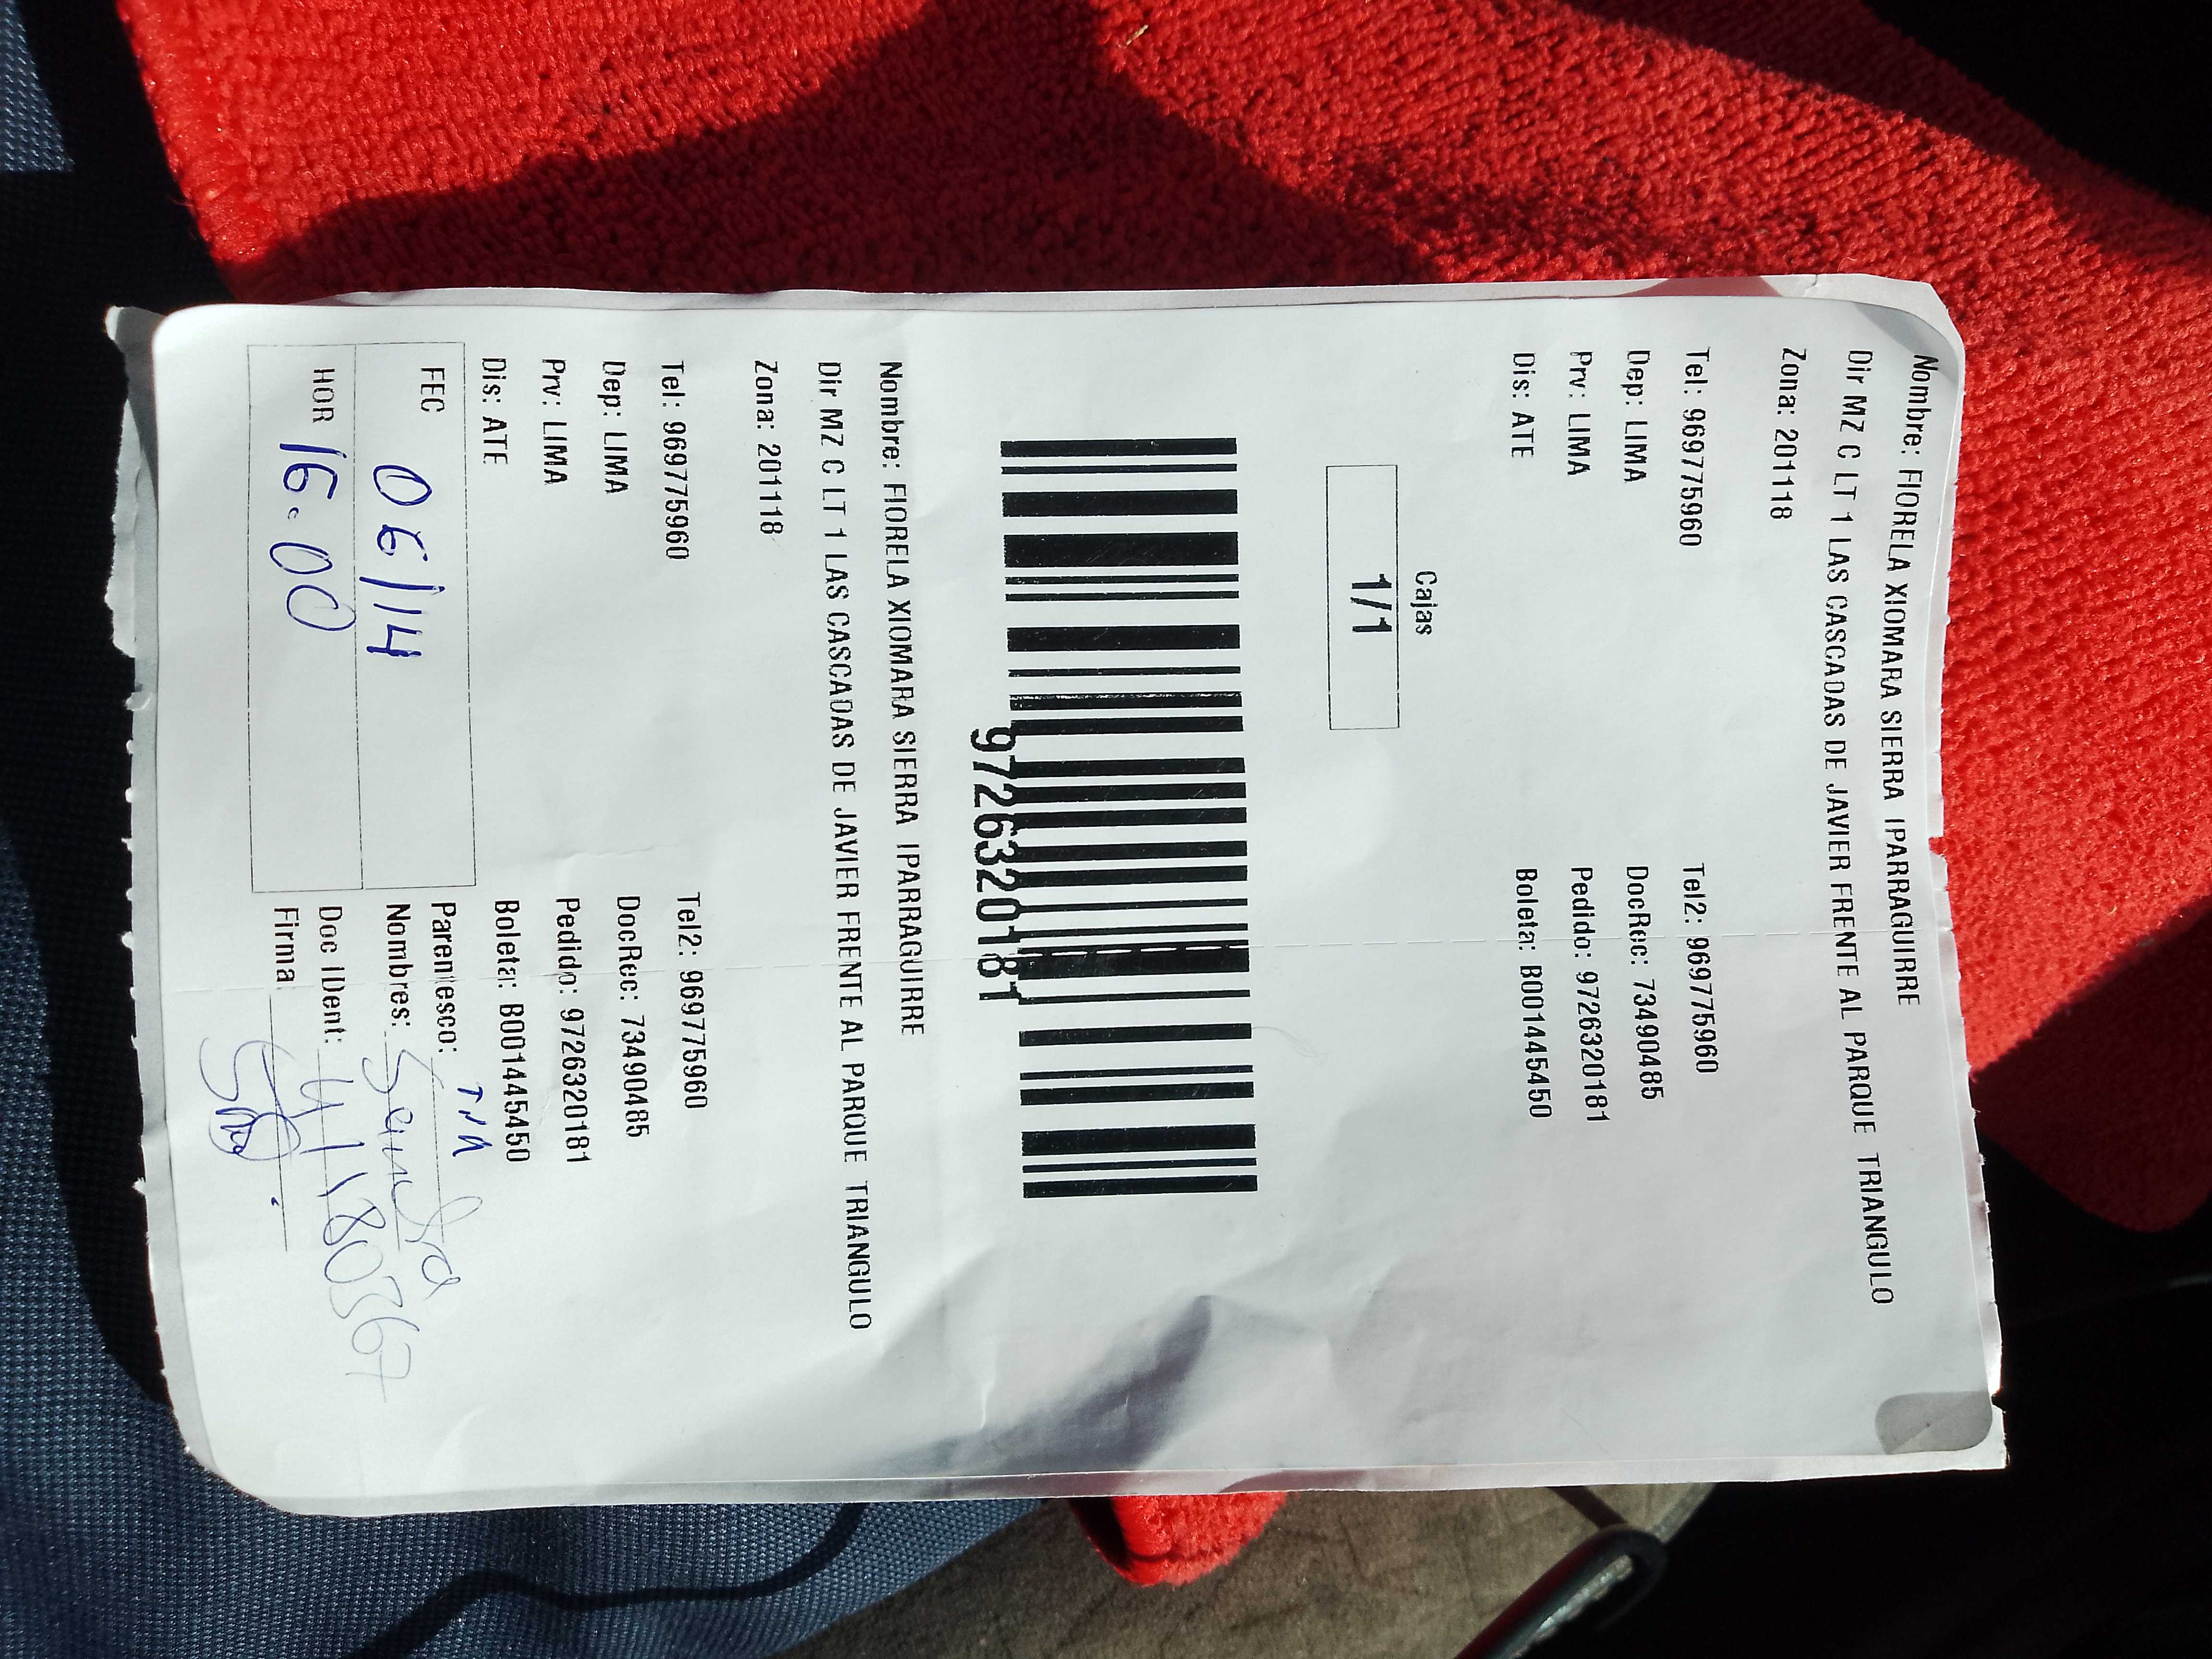 Nombre: FIORELA XIOMARA SIERRA IPARRAGUIRRE
Dir MZ C LT 1 LAS CASCADAS DE JAVIER FRENTE AL PARQUE TRIANGULO
Zona: 201118
Tel: 969775960 Tel2: 969775960
Dep: LIMA DocRec: 73490485
Prv: LIMA Pedido: 9726320181
Dis: ATE Boleta: B001445450
Cajas
1/1
9726320181
Nombre: FIORELA XIOMARA SIERRA IPARRAGUIRRE
Dir MZ C LT 1 LAS CASCADAS DE JAVIER FRENTE AL PARQUE TRIANGULO
Zona: 201118
Tel: 969775960 Tel2: 969775960
Dep: LIMA DocRec: 73490485
Prv: LIMA Pedido: 9726320181
Dis: ATE Boleta: B001445450
FEC 06/14 Parentesco:
Nombres: Sandra
HOR 16.00 Doc IDent: 41180367
Firma: